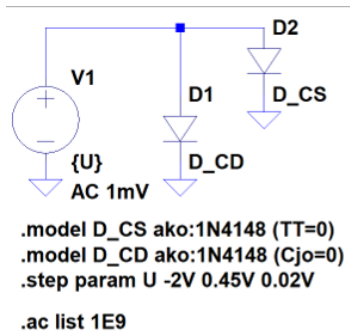 D2
V1
D1
D_CS
{U}
D_CD
AC 1mV
.model D_CS ako:1N4148 (TT=0)
.model D_CD ako:1N4148 (Cjo=0)
.step param U -2V 0.45V 0.02V
.ac list 1E9